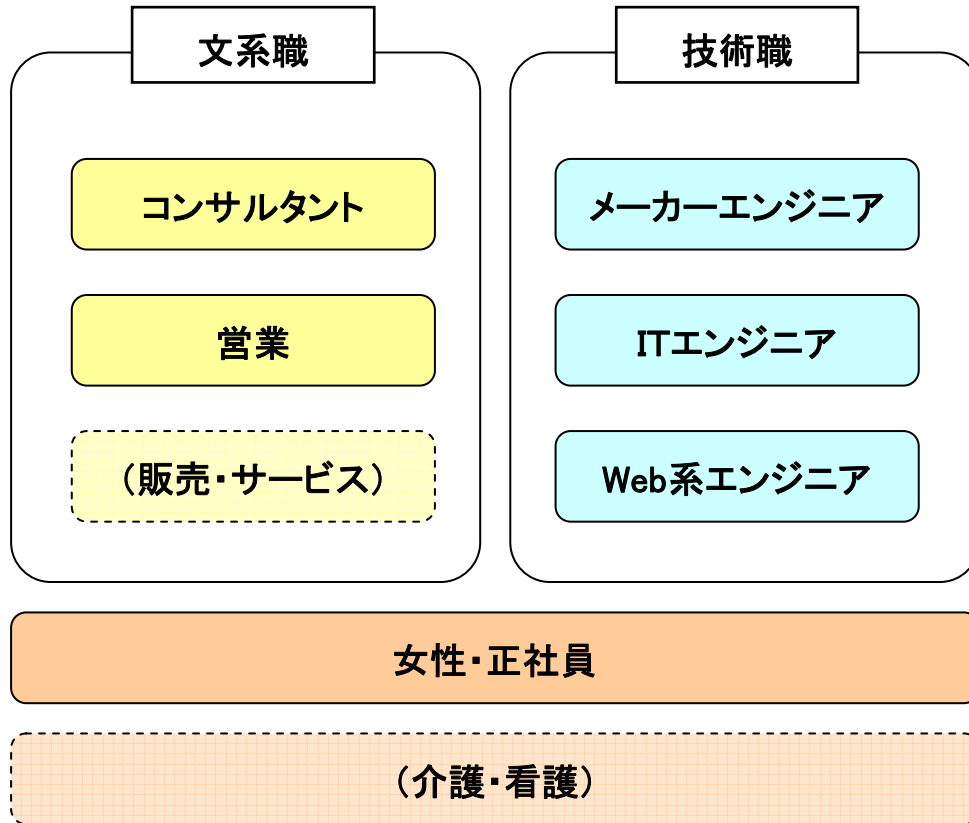 文系職
コンサルタント
営業
(販売・サービス)
技術職
メーカーエンジニア
ITエンジニア
Web系エンジニア
女性・正社員
(介護・看護)